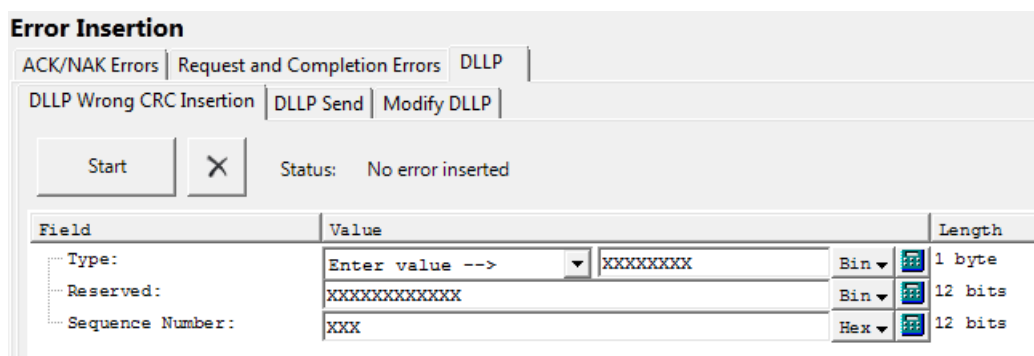 Error Insertion
ACK/NAK Errors Request and Completion Errors DLLP
DLLP Wrong CRC Insertion DLLP Send Modify DLLP
Start Status: No error inserted
Field Value Length
Type: Enter value --> XXXXXXXX Bin 1 byte
Reserved: XXXXXXXXXXXX Bin 12 bits
Sequence Number: XXX Hex 12 bits